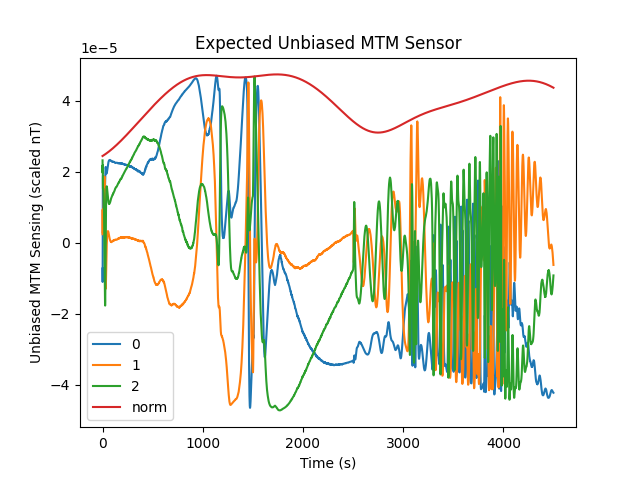 Expected Unbiased MTM Sensor
1e−5
4
2
0
−2
−4
Unbiased MTM Sensing (scaled nT)
0
1
2
norm
0
1000
2000
3000
4000
Time (s)